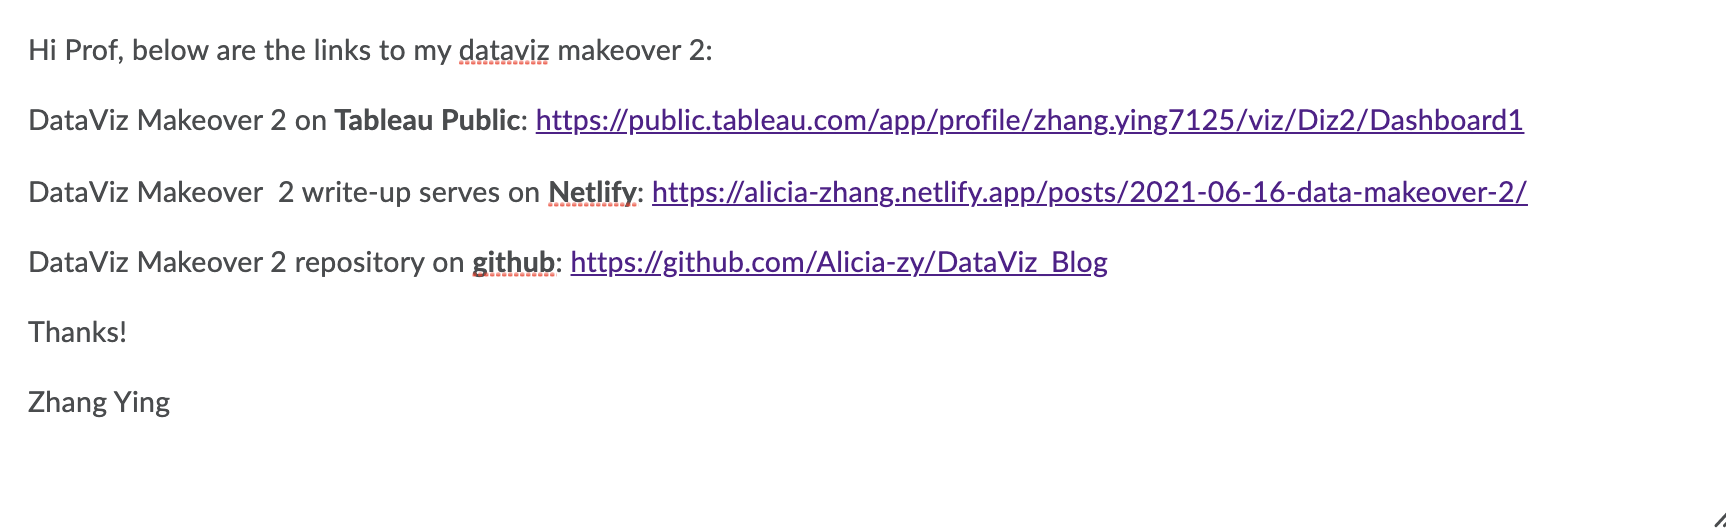 Hi Prof, below are the links to my dataviz makeover 2:
DataViz Makeover 2 on Tableau Public: https://public.tableau.com/app/profile/zhang.ying7125/viz/Diz2/Dashboard1
DataViz Makeover  2 write-up serves on Netlify: https://alicia-zhang.netlify.app/posts/2021-06-16-data-makeover-2/
DataViz Makeover 2 repository on github: https://github.com/Alicia-zy/DataViz_Blog
Thanks!
Zhang Ying